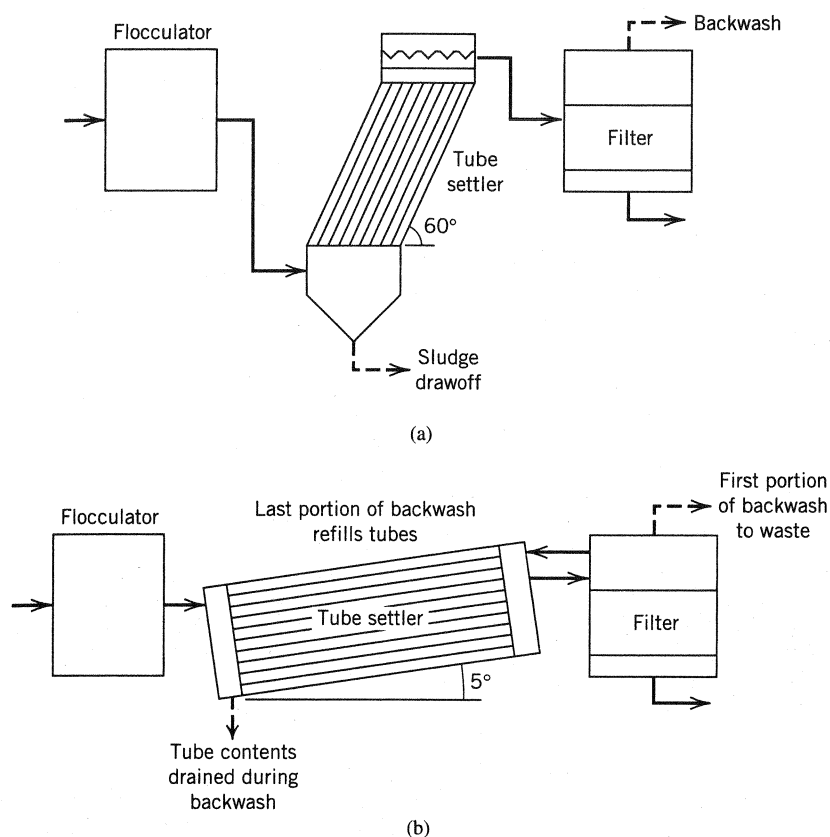 Flocculator
Backwash
Filter
Tube
settler
60°
Sludge
drawoff
(a)
First portion
of backwash
to waste
Last portion of backwash
refills tubes
Flocculator
Tube settler
Filter
5°
Tube contents
drained during
backwash
(b)